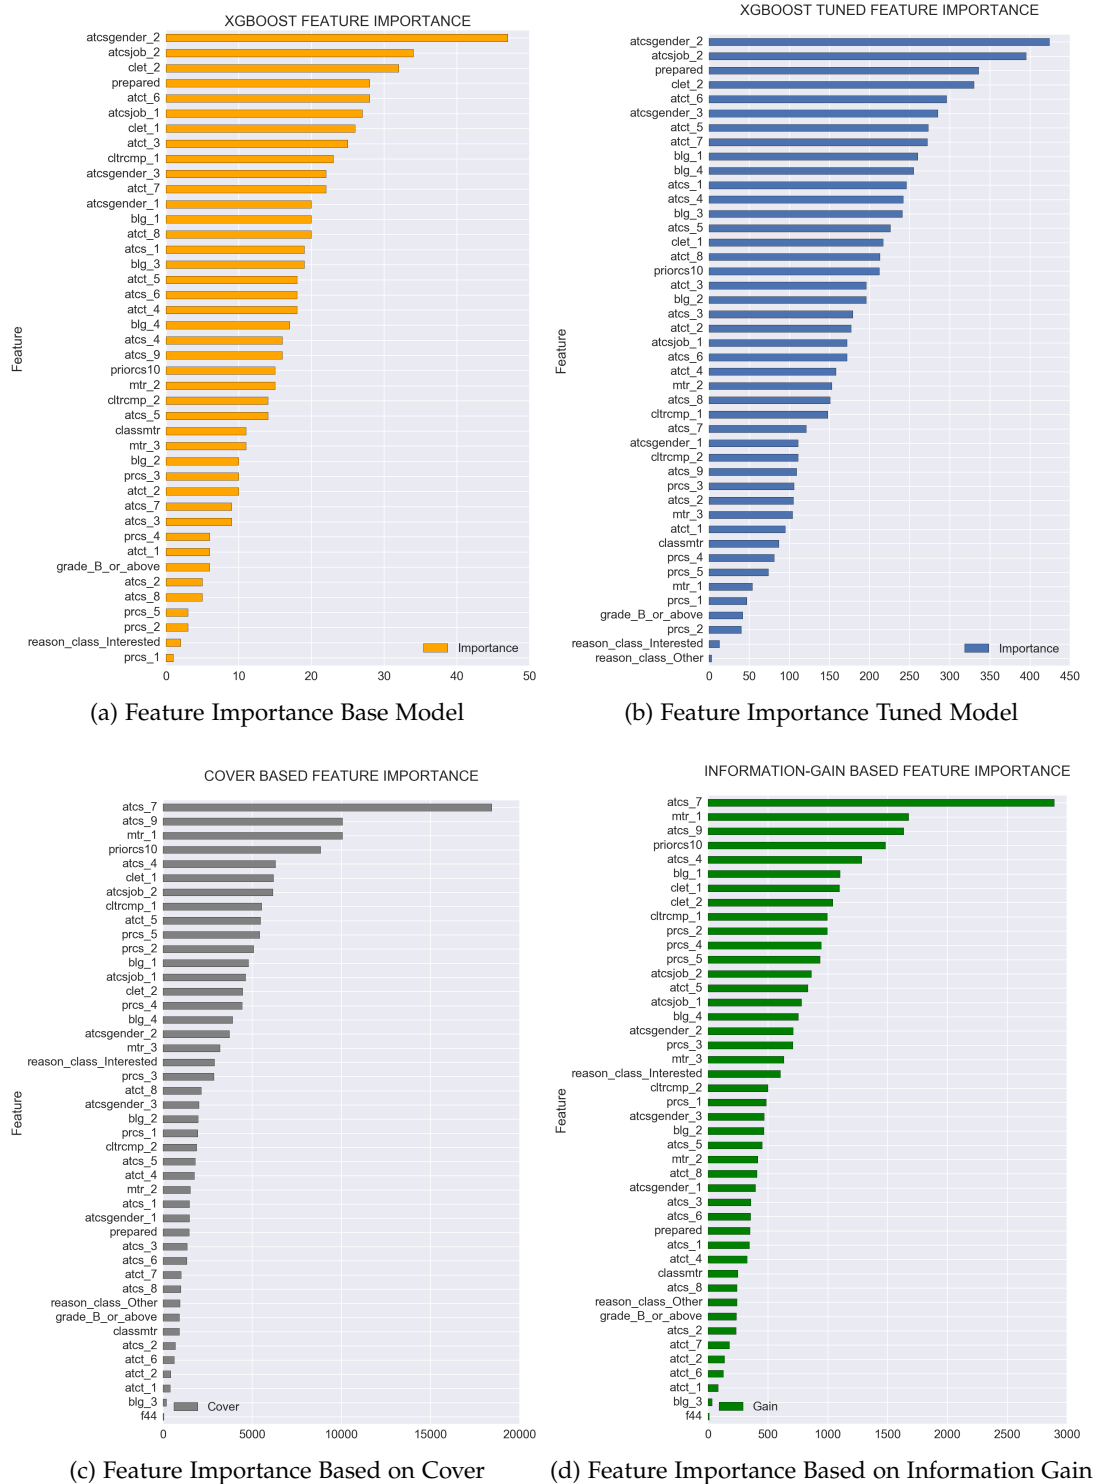 XGBOOST FEATURE IMPORTANCE
atcsgender_2
atcsjob_2
clet_2
prepared
atct_6
atcsjob_1
clet_1
atct_3
cltrcmp_1
atcsgender_3
atct_7
atcsgender_1
blg_1
atct_8
atcs_1
blg_3
atct_5
atcs_6
atct_4
blg_4
atcs_4
atcs_9
priorcs10
mtr_2
cltrcmp_2
atcs_5
classmtr
mtr_3
blg_2
prcs_3
atct_2
atcs_7
atcs_3
prcs_4
atct_1
grade_B_or_above
atcs_2
atcs_8
prcs_5
prcs_2
reason_class_Interested
prcs_1
Feature
Importance
0 10 20 30 40 50
(a) Feature Importance Base Model
XGBOOST TUNED FEATURE IMPORTANCE
atcsgender_2
atcsjob_2
prepared
clet_2
atct_6
atcsgender_3
atct_5
atct_7
blg_1
blg_4
atcs_1
atcs_4
blg_3
atcs_5
clet_1
atct_8
priorcs10
atct_3
blg_2
atcs_3
atct_2
atcsjob_1
atcs_6
atct_4
mtr_2
atcs_8
cltrcmp_1
atcs_7
atcsgender_1
cltrcmp_2
atcs_9
prcs_3
atcs_2
mtr_3
atct_1
classmtr
prcs_4
prcs_5
mtr_1
prcs_1
grade_B_or_above
prcs_2
reason_class_Interested
reason_class_Other
Feature
Importance
0 50 100 150 200 250 300 350 400 450
(b) Feature Importance Tuned Model
COVER BASED FEATURE IMPORTANCE
atcs_7
atcs_9
mtr_1
priorcs10
atcs_4
clet_1
atcsjob_2
cltrcmp_1
atct_5
prcs_5
prcs_2
blg_1
atcsjob_1
clet_2
prcs_4
blg_4
atcsgender_2
mtr_3
reason_class_Interested
prcs_3
atct_8
atcsgender_3
blg_2
prcs_1
cltrcmp_2
atcs_5
atct_4
mtr_2
atcs_1
atcsgender_1
prepared
atcs_3
atcs_6
atct_7
atcs_8
reason_class_Other
grade_B_or_above
classmtr
atcs_2
atct_6
atct_2
atct_1
blg_3
f44
Feature
Cover
0 5000 10000 15000 20000
(c) Feature Importance Based on Cover
INFORMATION-GAIN BASED FEATURE IMPORTANCE
atcs_7
mtr_1
atcs_9
priorcs10
atcs_4
blg_1
clet_1
clet_2
cltrcmp_1
prcs_2
prcs_4
prcs_5
atcsjob_2
atct_5
atcsjob_1
blg_4
atcsgender_2
prcs_3
mtr_3
reason_class_Interested
cltrcmp_2
prcs_1
atcsgender_3
blg_2
atcs_5
mtr_2
atct_8
atcsgender_1
atcs_3
atcs_6
prepared
atcs_1
atct_4
classmtr
atcs_8
reason_class_Other
grade_B_or_above
atcs_2
atct_7
atct_2
atct_6
atct_1
blg_3
f44
Feature
Gain
0 500 1000 1500 2000 2500 3000
(d) Feature Importance Based on Information Gain